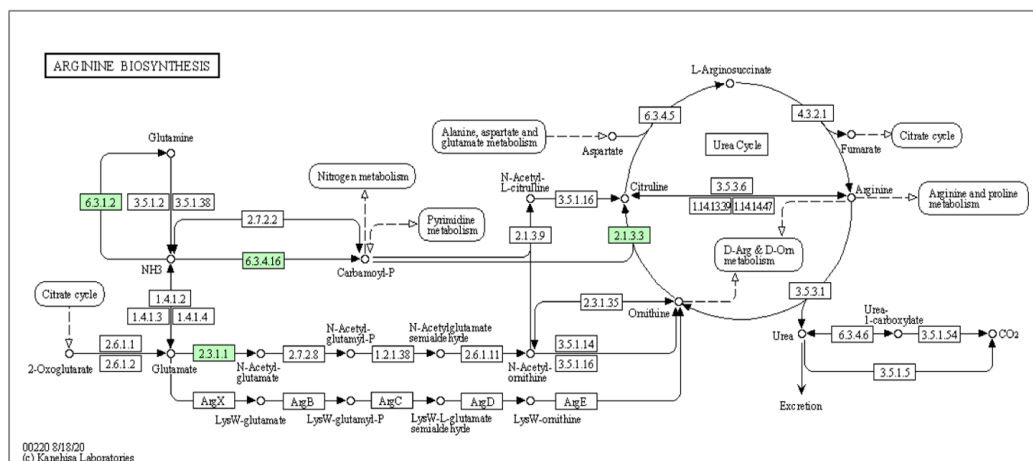 ARGININE BIOSYNTHESIS
L-Arginosuccinate
6.3.4.5
4.3.2.1
Alanine, aspartate and
glutamate metabolism
Aspartate
Urea Cycle
Fumarate
Citrate cycle
Glutamine
Nitrogen metabolism
N-Acetyl-
L-citrulline
3.5.1.16
Citruline
3.5.3.6
Arginine
Arginine and proline
metabolism
6.3.1.2
3.5.1.2
3.5.1.38
1.14.13.39
1.14.14.47
2.7.2.2
Pyrimidine
metabolism
2.1.3.9
2.1.3.3
D-Arg & D-Orn
metabolism
NH3
6.3.4.16
Carbamoyl-P
Citrate cycle
1.4.1.2
1.4.1.3
1.4.1.4
2.3.1.35
Ornithine
3.5.3.1
Urea-
1-carboxylate
N-Acetyl-
glutamyl-P
N-Acetylglutamate
semialdehyde
Urea
6.3.4.6
3.5.1.54
CO2
2.6.1.1
2.6.1.2
2.3.1.1
2.7.2.8
1.2.1.38
2.6.1.11
3.5.1.14
3.5.1.16
2-Oxoglutarate
Glutamate
N-Acetyl-
glutamate
N-Acetyl-
ornithine
3.5.1.5
ArgX
ArgB
ArgC
ArgD
ArgE
Excretion
LysW-glutamate
LysW-glutamyl-P
LysW-L-glutamate
semialdehyde
LysW-ornithine
00220 8/18/20
(c) Kanehisa Laboratories